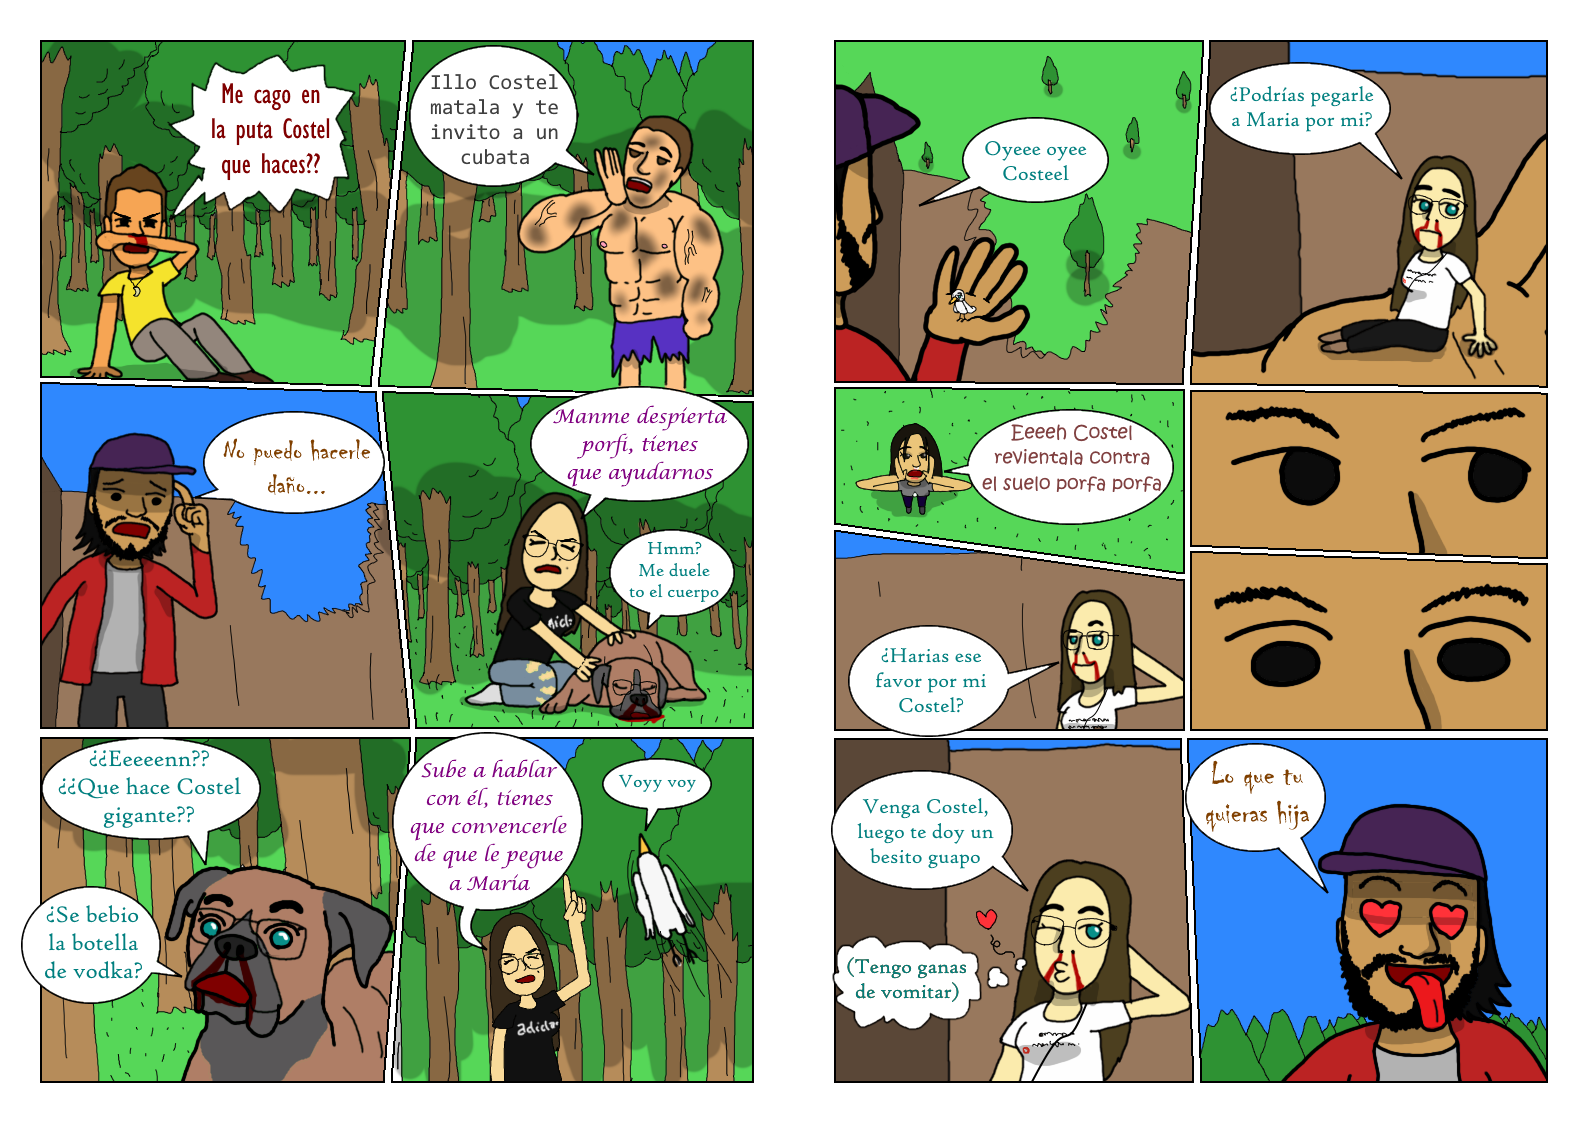 Me cago en
la puta Costel
que haces??
Illo Costel
matala y te
invito a un
cubata
No puedo hacerle
daño...
Manme despierta
porfi, tienes
que ayudarnos
Hmm?
Me duele
to el cuerpo
¿¿Eeeeenn??
¿¿Que hace Costel
gigante??
¿Se bebio
la botella
de vodka?
Sube a hablar
con él, tienes
que convencerle
de que le pegue
a María
Voyy voy
adicto
Oyeee oyee
Costeel
¿Podrías pegarle
a Maria por mi?
Eeeeh Costel
revientala contra
el suelo porfa porfa
¿Harias ese
favor por mi
Costel?
Venga Costel,
luego te doy un
besito guapo
(Tengo ganas
de vomitar)
Lo que tu
quieras hija